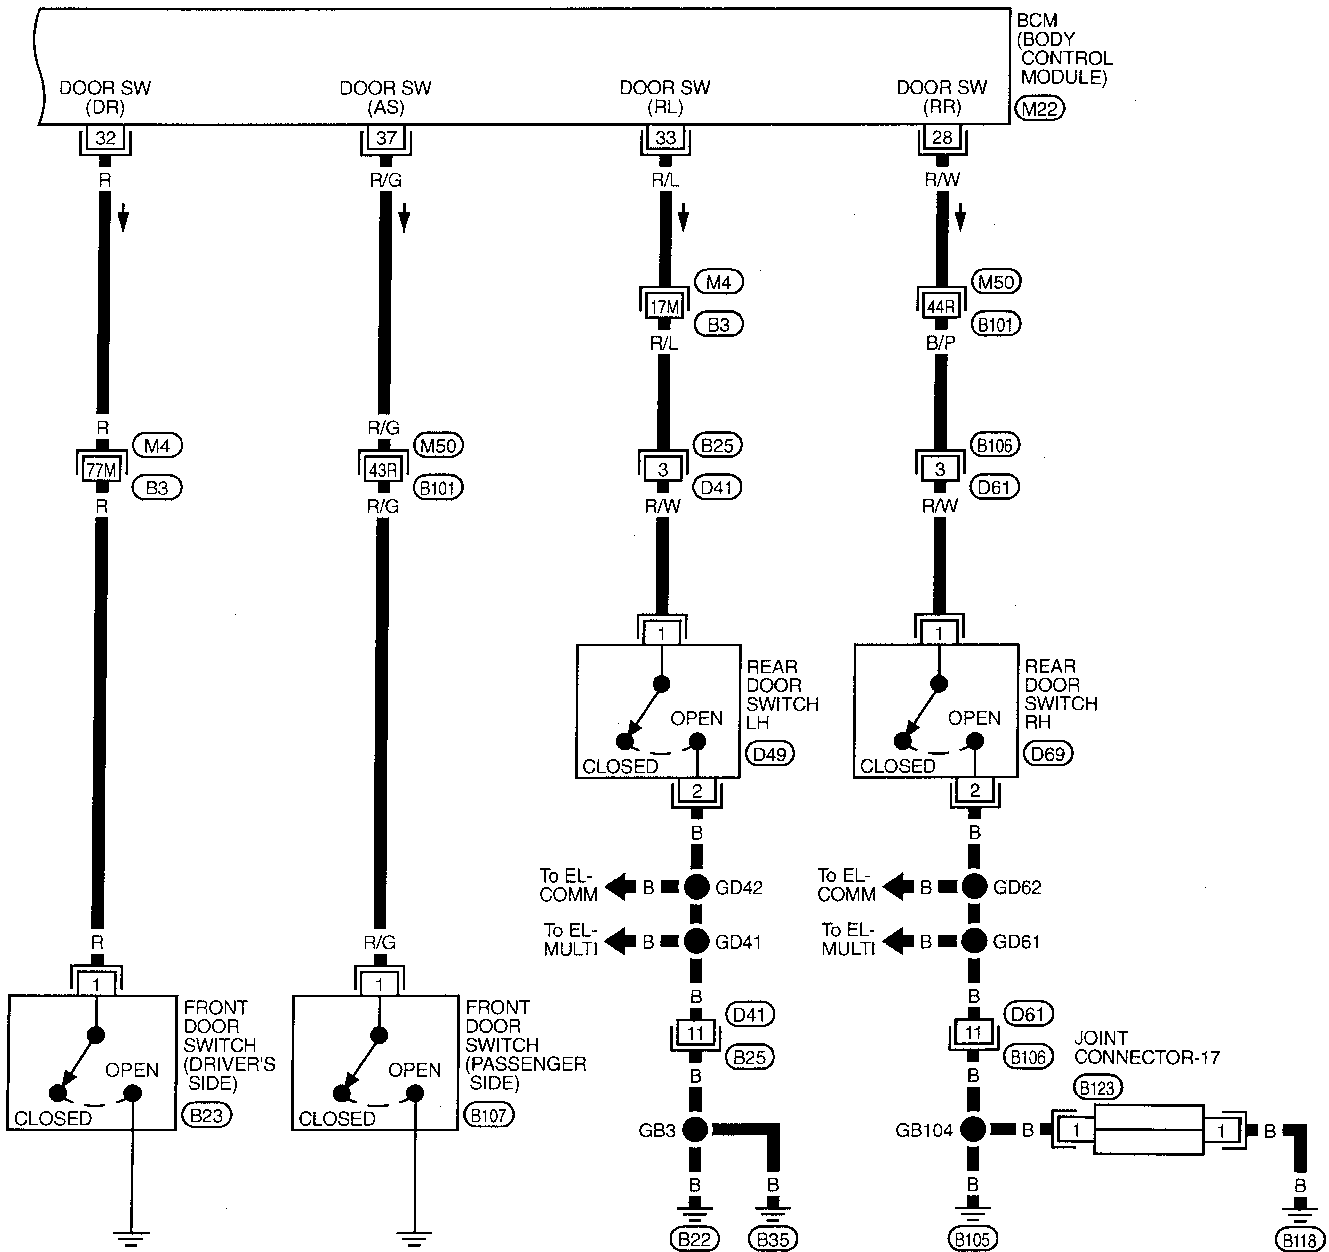 BCM
(BODY
CONTROL
MODULE)
M22
DOOR SW
(DR)
DOOR SW
(AS)
DOOR SW
(RL)
DOOR SW
(RR)
32
37
33
28
R
R/G
R/L
R/W
M4
17M
B3
R/L
M50
44R
B101
B/P
R
M4
77M
B3
R
R/G
M50
43R
B101
R/G
B25
3
D41
R/W
B106
3
D61
R/W
1
OPEN
CLOSED
REAR
DOOR
SWITCH
LH
D49
2
B
1
OPEN
CLOSED
REAR
DOOR
SWITCH
RH
D69
2
B
To EL-
COMM
B
GD42
To EL-
MULTI
B
GD41
B
To EL-
COMM
B
GD62
To EL-
MULTI
B
GD61
B
R
1
OPEN
CLOSED
FRONT
DOOR
SWITCH
(DRIVER'S
SIDE)
B23
R/G
1
OPEN
CLOSED
FRONT
DOOR
SWITCH
(PASSENGER
SIDE)
B107
D41
11
B25
B
GB3
B
B
B22
B35
D61
11
B106
B
GB104
B
B
B105
JOINT
CONNECTOR-17
B123
1
1
B
B
B118